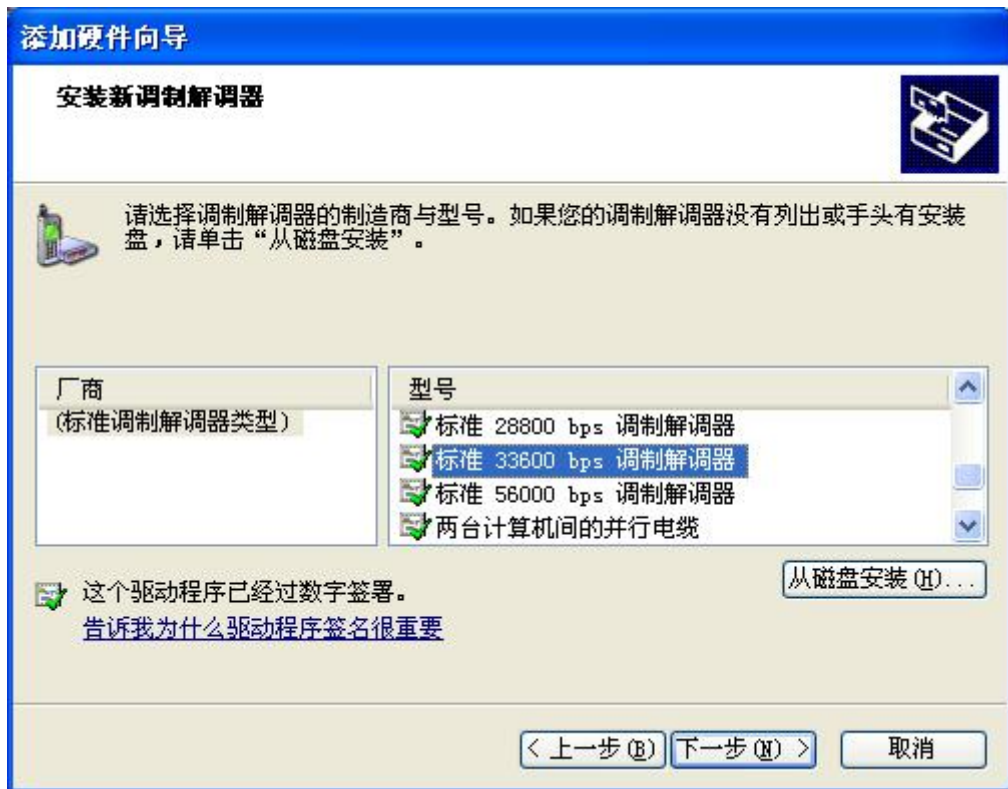 添加硬件向导
安装新调制解调器
请选择调制解调器的制造商与型号。如果您的调制解调器没有列出或手头有安装
盘，请单击“从磁盘安装”。
厂商
(标准调制解调器类型)
型号
标准 28800 bps 调制解调器
标准 33600 bps 调制解调器
标准 56000 bps 调制解调器
两台计算机间的并行电缆
这个驱动程序已经过数字签署。
告诉我为什么驱动程序签名很重要
从磁盘安装(H)...
< 上一步(B)
下一步(N) >
取消